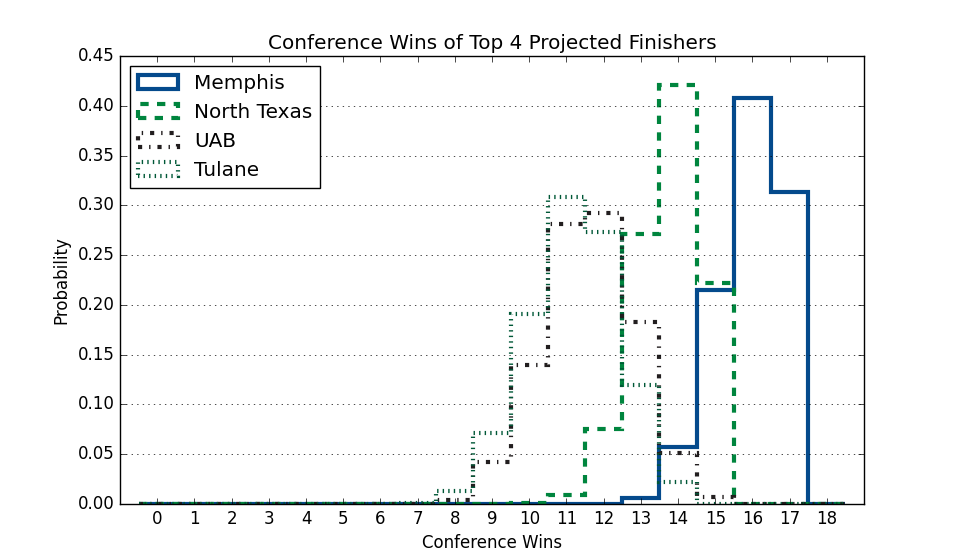 Conference Wins of Top 4 Projected Finishers
Memphis
North Texas
UAB
Tulane
Probability
0.45
0.40
0.35
0.30
0.25
0.20
0.15
0.10
0.05
0.00
0 1 2 3 4 5 6 7 8 9 10 11 12 13 14 15 16 17 18
Conference Wins